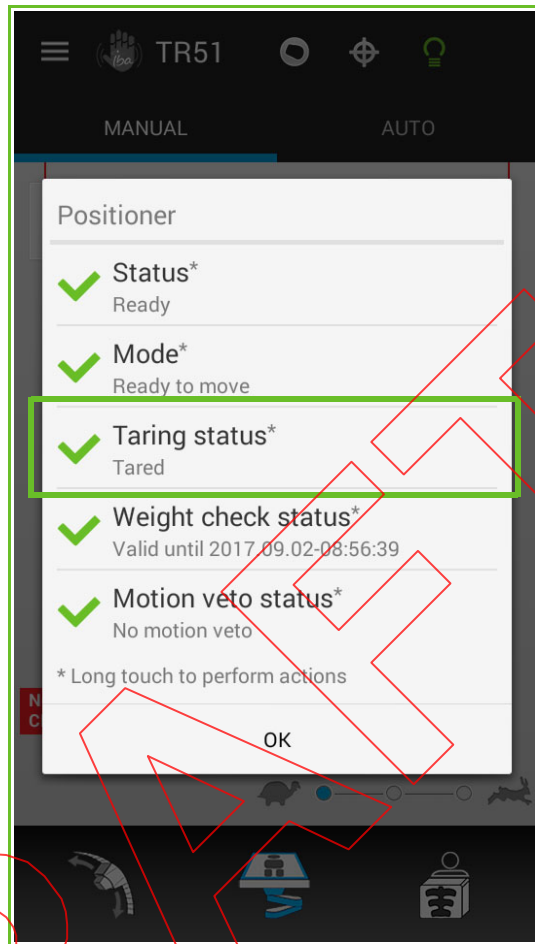 iba TR51
MANUAL AUTO
Positioner
Status*
Ready
Mode*
Ready to move
Taring status*
Tared
Weight check status*
Valid until 2017.09.02-08:56:39
Motion veto status*
No motion veto
* Long touch to perform actions
OK